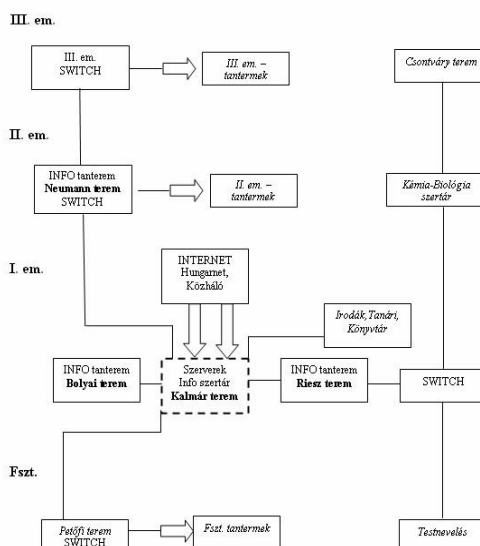 III. em.
III. em.
SWITCH
III. em. –
tantermek
Csontváry terem
II. em.
INFO tanterem
Neumann terem
SWITCH
II. em. –
tantermek
Kémia-Biológia
szertár
I. em.
INTERNET
Hungarnet,
Közháló
Irodák,Tanári,
Könyvtár
INFO tanterem
Bolyai terem
Szerverek
Info szertár
Kalmár terem
INFO tanterem
Riesz terem
SWITCH
Fszt.
Petőfi terem
SWITCH
Fszt. tantermek
Testnevelés